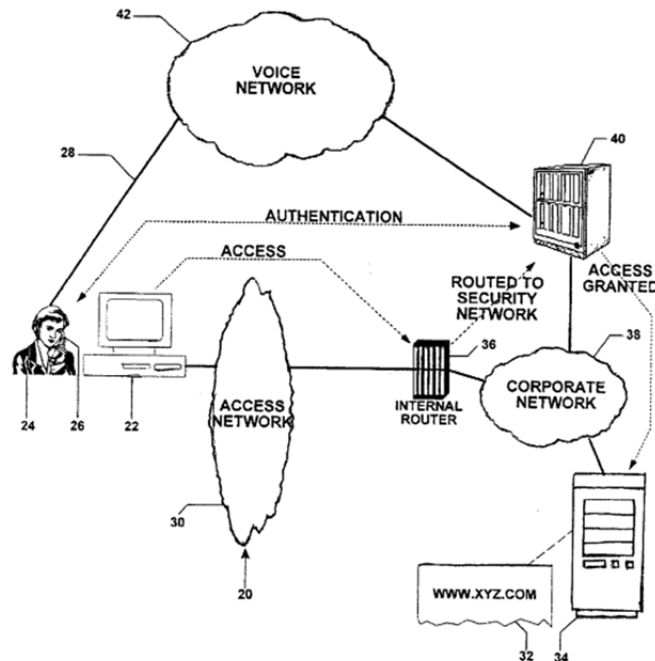 42
VOICE
NETWORK
40
28
AUTHENTICATION
ACCESS
ACCESS
GRANTED
ROUTED TO
SECURITY
NETWORK
36
38
CORPORATE
NETWORK
INTERNAL
ROUTER
ACCESS
NETWORK
24
26
22
30
20
WWW.XYZ.COM
32
34